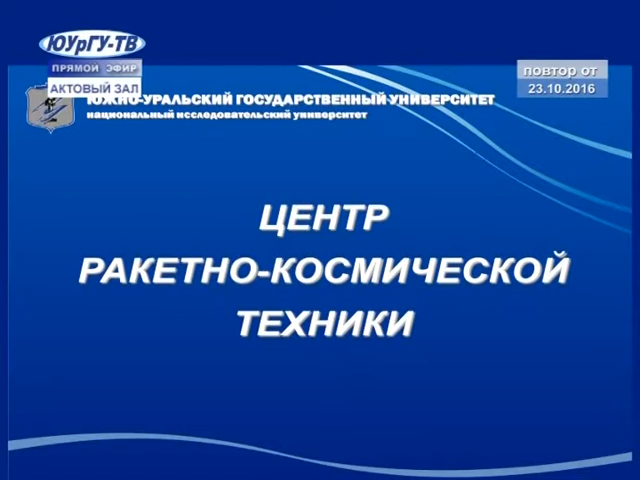 ЮУрГУ-ТВ
ПРЯМОЙ ЭФИР
АКТОВЫЙ ЗАЛ
повтор от
23.10.2016
ЮЖНО-УРАЛЬСКИЙ ГОСУДАРСТВЕННЫЙ УНИВЕРСИТЕТ
национальный исследовательский университет
ЦЕНТР
РАКЕТНО-КОСМИЧЕСКОЙ
ТЕХНИКИ